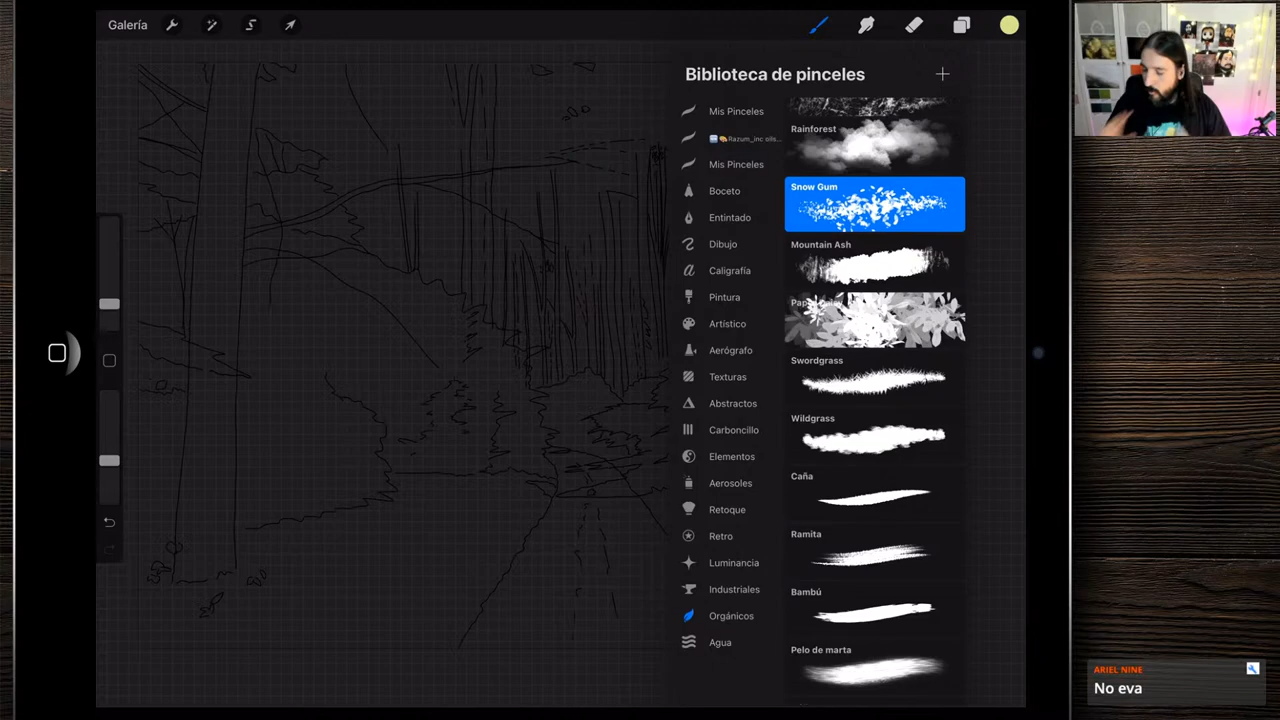 Galería
Biblioteca de pinceles
Mis Pinceles
Razum_inc oils...
Mis Pinceles
Boceto
Entintado
Dibujo
Caligrafía
Pintura
Artístico
Aerógrafo
Texturas
Abstractos
Carboncillo
Elementos
Aerosoles
Retoque
Retro
Luminancia
Industriales
Orgánicos
Agua
Rainforest
Snow Gum
Mountain Ash
Swordgrass
Wildgrass
Caña
Ramita
Bambú
Pelo de marta
ARIEL NINE
No eva